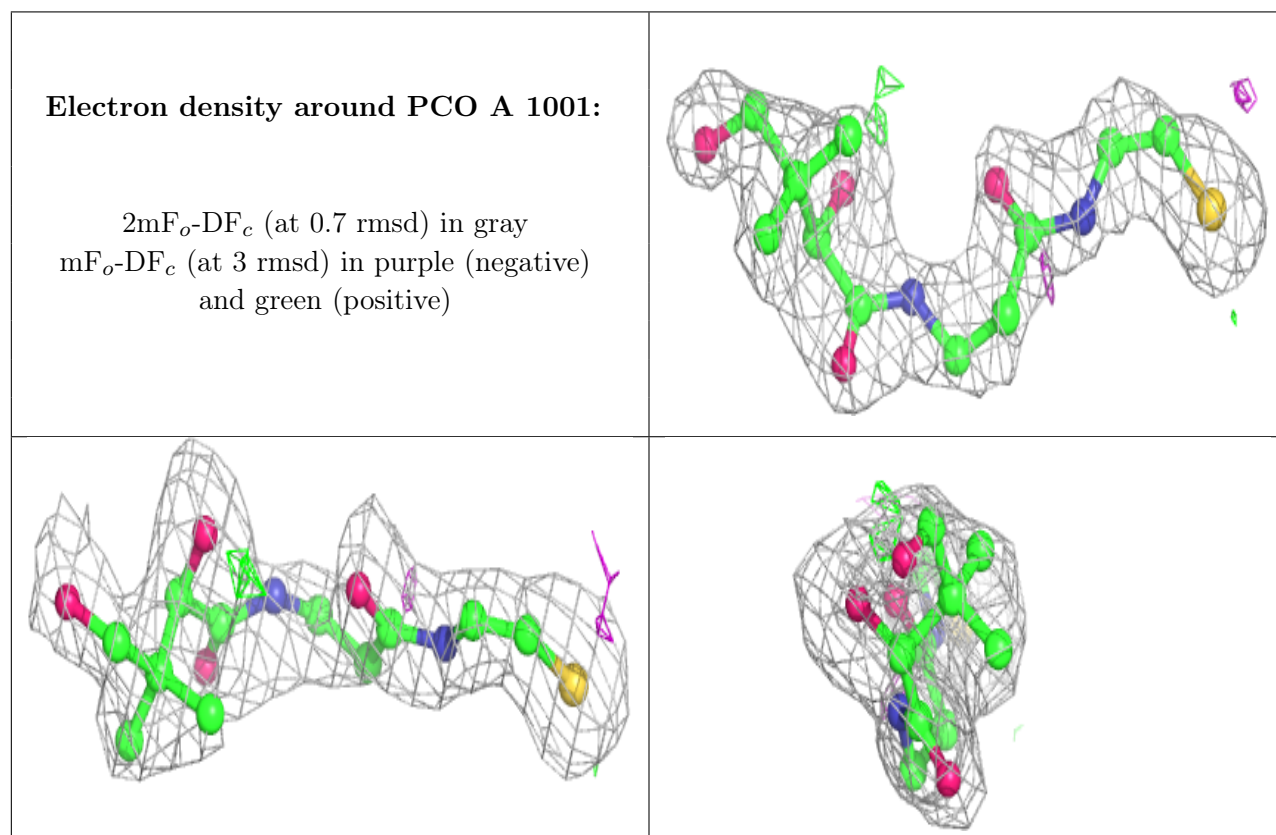 Electron density around PCO A 1001:
2mFo-DFc (at 0.7 rmsd) in gray
mFo-DFc (at 3 rmsd) in purple (negative)
and green (positive)